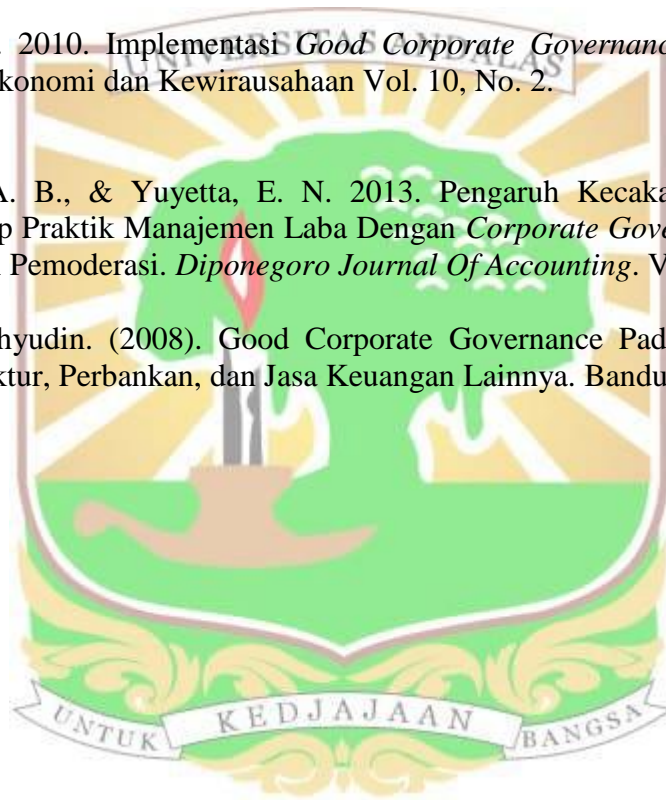 . 2010. Implementasi Good Corporate Governanc
UNIVERSITAS ANDALAS
konomi dan Kewirausahaan Vol. 10, No. 2.
A. B., & Yuyetta, E. N. 2013. Pengaruh Kecaka
p Praktik Manajemen Laba Dengan Corporate Gove
Pemoderasi. Diponegoro Journal Of Accounting. V
hyudin. (2008). Good Corporate Governance Pad
ktur, Perbankan, dan Jasa Keuangan Lainnya. Bandu
UNTUK KEDJAJAAN BANGSA